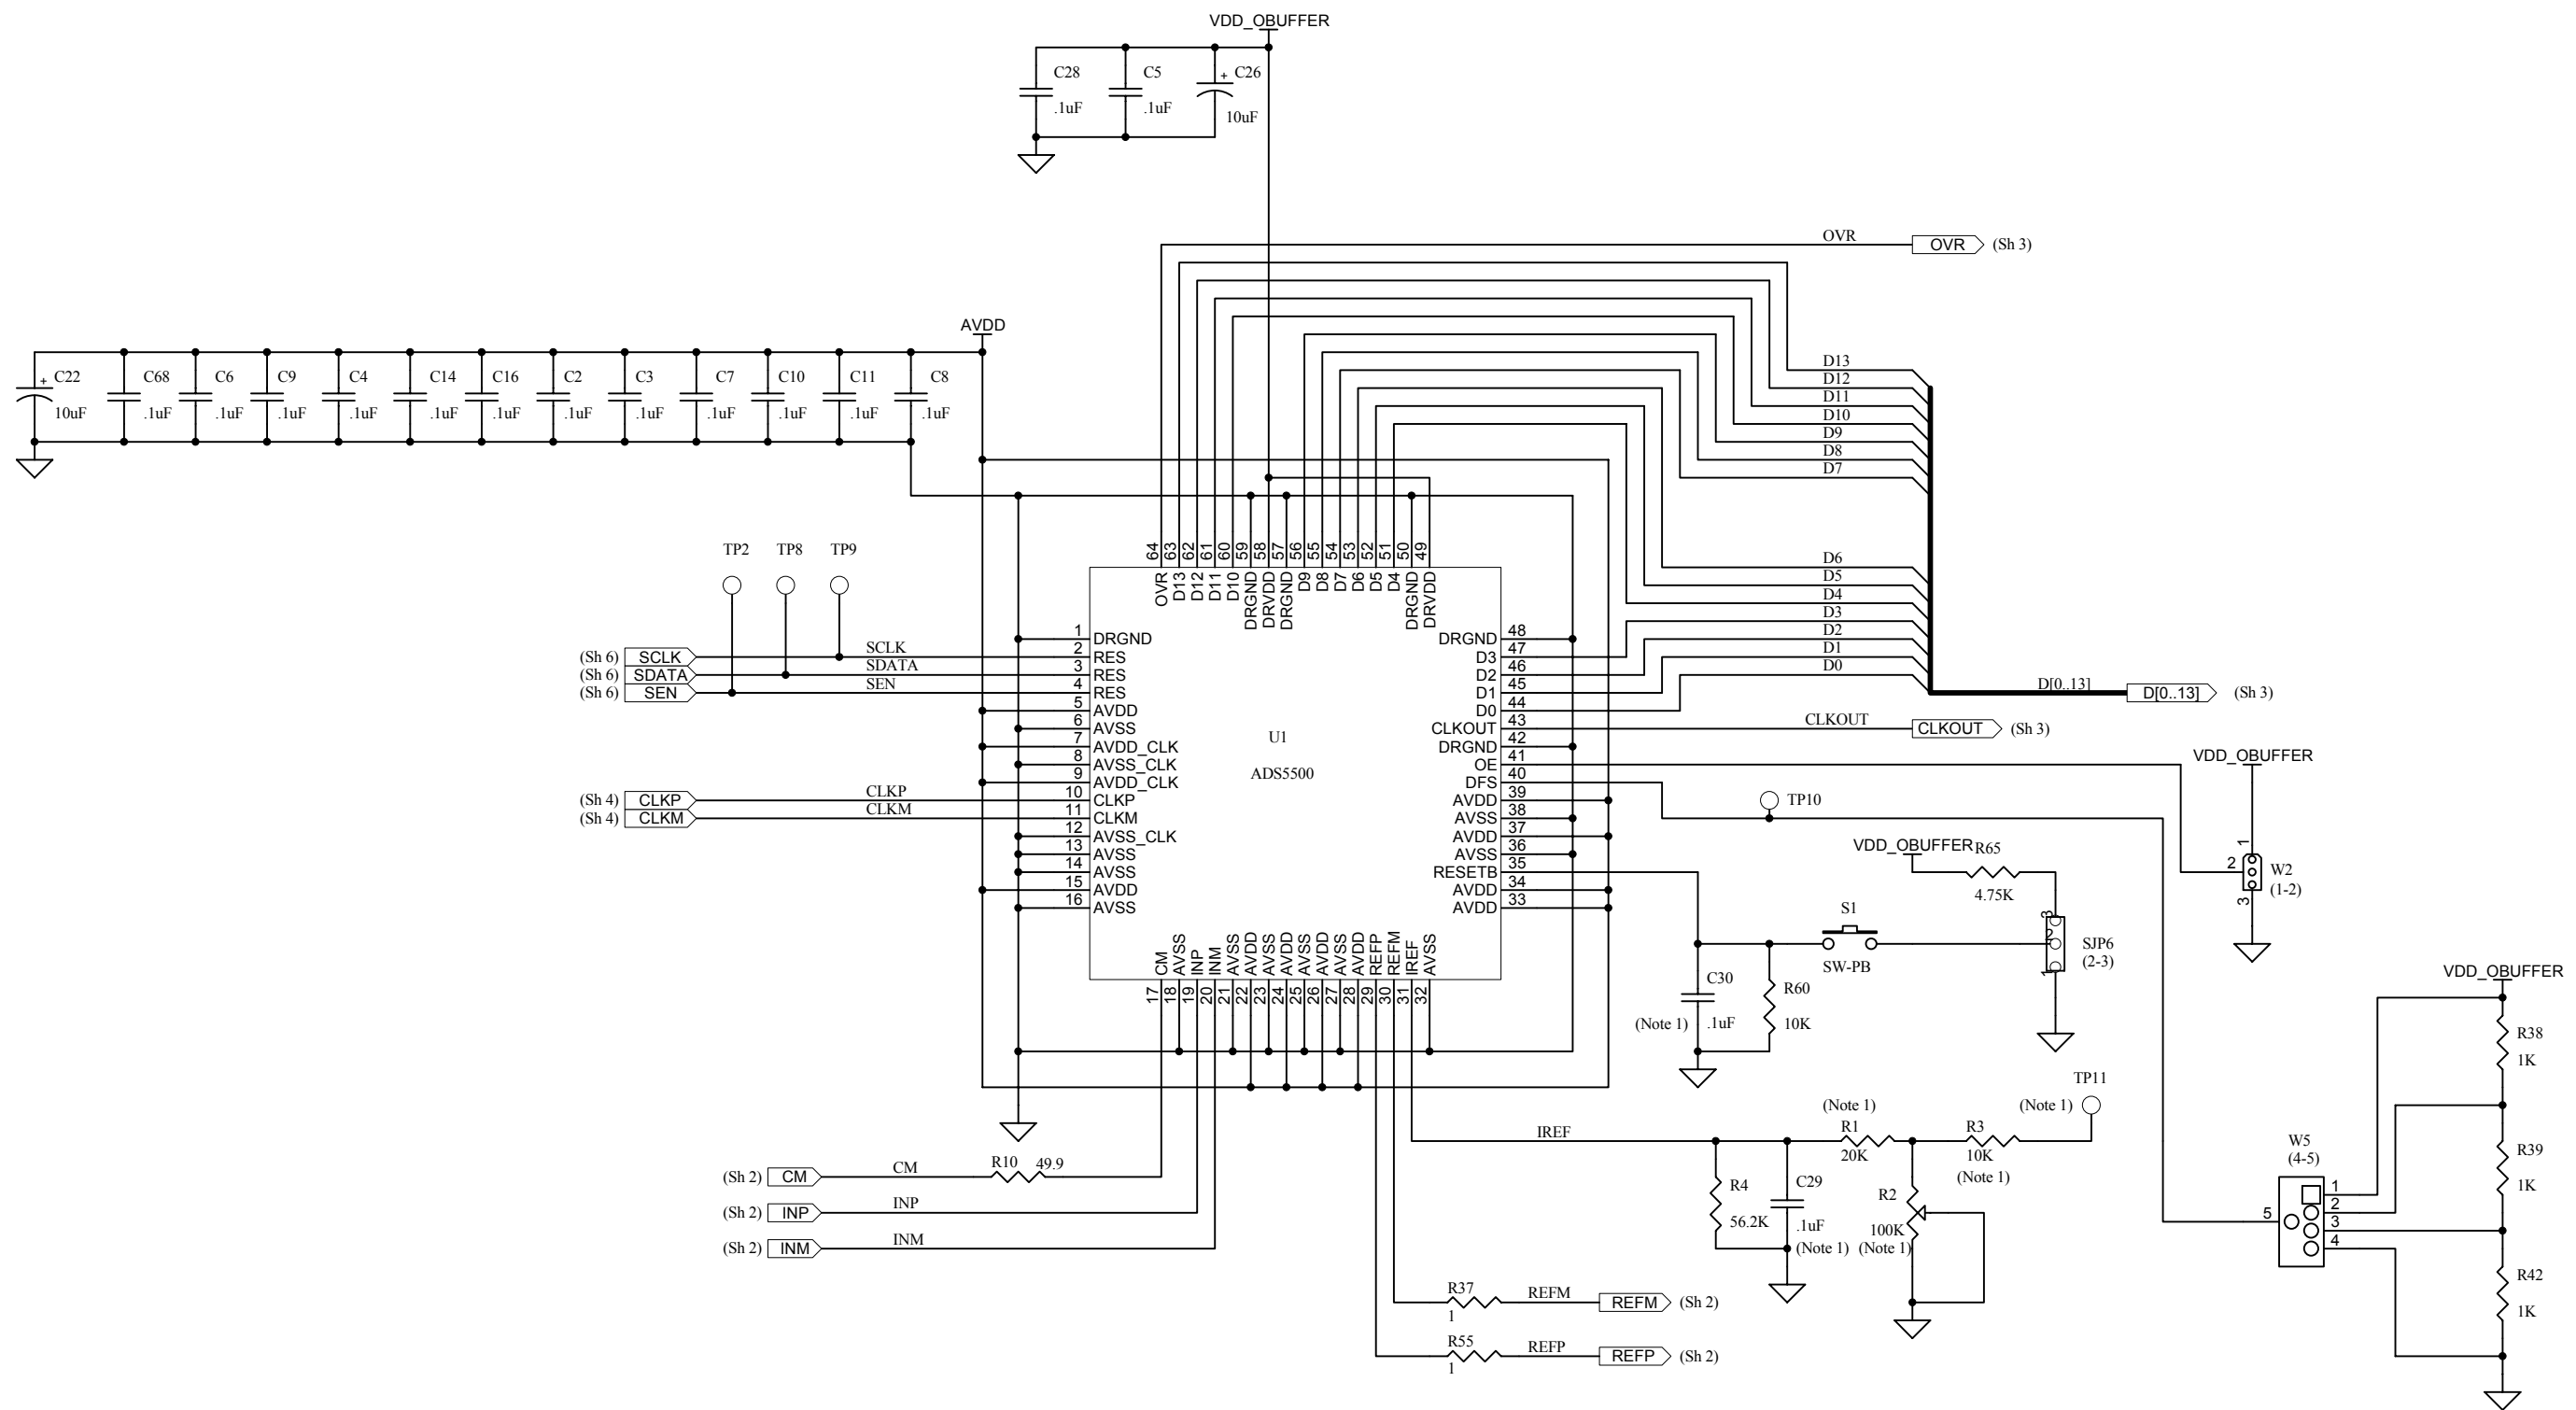 VDD_OBUFFER
C28 C5 + C26
.1uF .1uF 10uF
OVR OVR (Sh 3)
AVDD
+ C22 C68 C6 C9 C4 C14 C16 C2 C3 C7 C10 C11 C8
10uF .1uF .1uF .1uF .1uF .1uF .1uF .1uF .1uF .1uF .1uF .1uF .1uF
D13
D12
D11
D10
D9
D8
D7
D6
D5
D4
D3
D2
D1
D0
D[0..13] D[0..13] (Sh 3)
TP2 TP8 TP9
64 63 62 61 60 59 58 57 56 55 54 53 52 51 50 49
OVR D13 D12 D11 D10 DRGND DRVDD DRGND D9 D8 D7 D6 D5 D4 DRGND DRVDD
1 DRGND
(Sh 6) SCLK SCLK 2 RES
(Sh 6) SDATA SDATA 3 RES
(Sh 6) SEN SEN 4 RES
5 AVDD
6 AVSS
7 AVDD_CLK
8 AVSS_CLK
9 AVDD_CLK
(Sh 4) CLKP CLKP 10 CLKP
(Sh 4) CLKM CLKM 11 CLKM
12 AVSS_CLK
13 AVSS
14 AVSS
15 AVDD
16 AVSS
U1
ADS5500
DRGND 48
D3 47
D2 46
D1 45
D0 44
CLKOUT 43 CLKOUT CLKOUT (Sh 3)
DRGND 42
OE 41
DFS 40
AVDD 39
AVSS 38
AVDD 37
AVSS 36
RESETB 35
AVDD 34
AVDD 33
CM AVSS INP INM AVSS AVDD AVSS AVDD AVSS AVDD AVSS AVDD REFP REFM IREF AVSS
17 18 19 20 21 22 23 24 25 26 27 28 29 30 31 32
TP10
VDD_OBUFFER
1
2
3
W2
(1-2)
VDD_OBUFFER R65
4.75K
S1
SW-PB
3
2
1
SJP6
(2-3)
C30
(Note 1) .1uF
R60
10K
VDD_OBUFFER
R38
1K
R39
1K
R42
1K
W5
(4-5)
1
2
3
4
5
TP11
(Note 1) (Note 1)
IREF R1 R3
20K 10K
(Note 1)
R4
56.2K
C29
.1uF
(Note 1)
R2
100K
(Note 1)
(Sh 2) CM CM R10 49.9
(Sh 2) INP INP
(Sh 2) INM INM
R37 REFM REFM (Sh 2)
1
R55 REFP REFP (Sh 2)
1